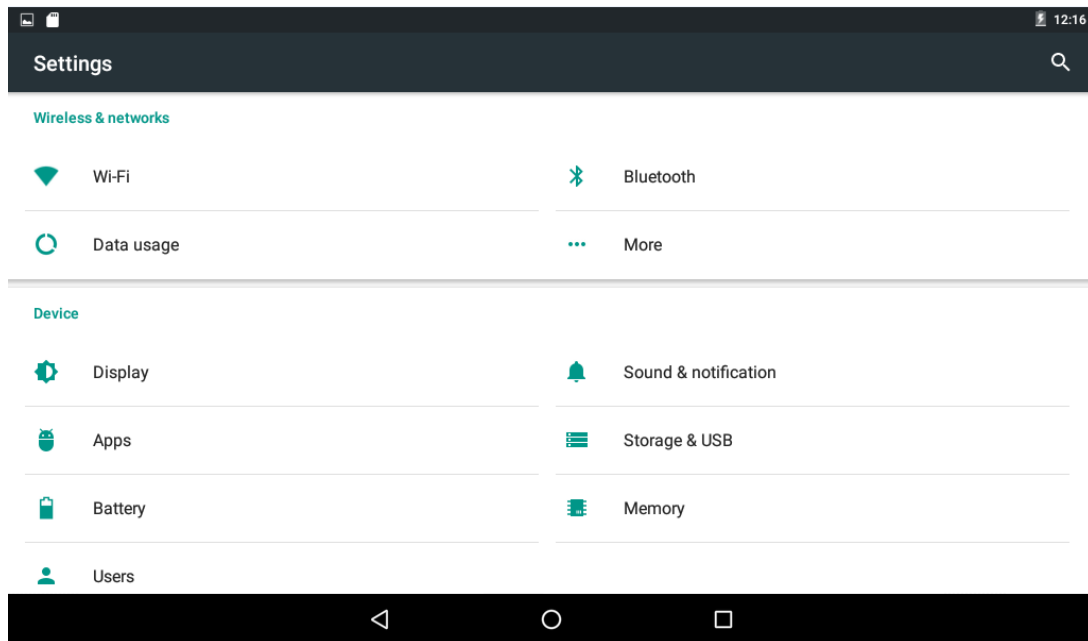 12:16
Settings
Wireless & networks
Wi-Fi
Bluetooth
Data usage
More
Device
Display
Sound & notification
Apps
Storage & USB
Battery
Memory
Users